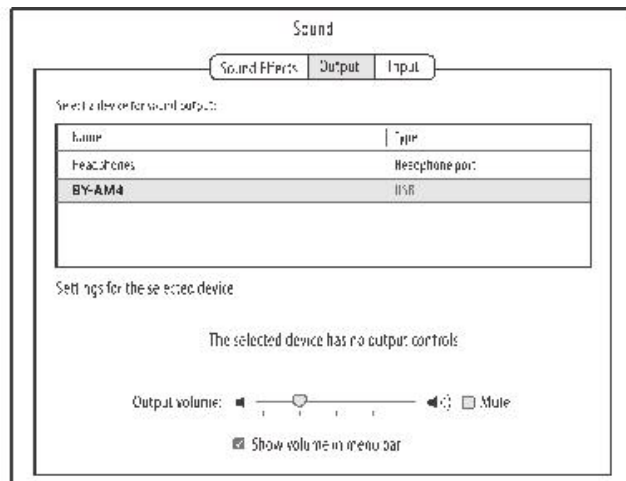 Sound
Sound Effects Output Input
Select a device for sound output:
Name Type
Headphones Headphone port
BY-AM4 USB
Settings for the selected device
The selected device has no output controls
Output volume: Mute
Show volume in menu bar